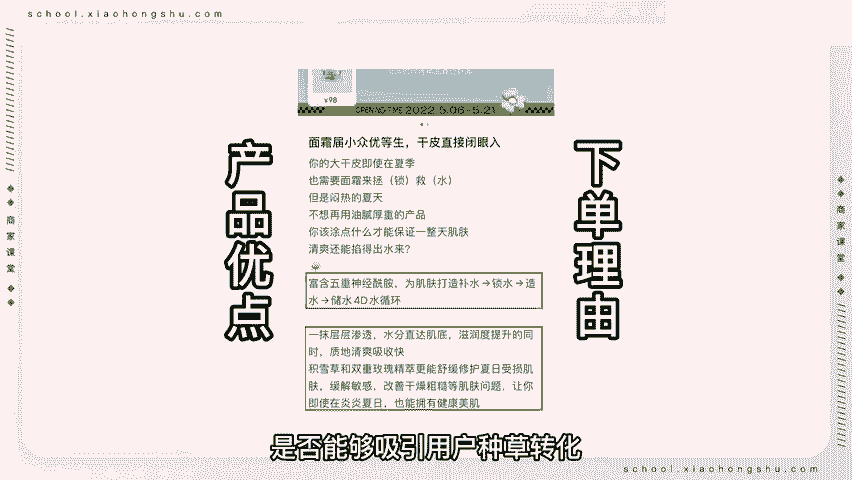 school.xiaohongshu.com
商家课堂
¥98
OPENING TIME 2022.5.06-5.21
产品优点
下单理由
面霜届小众优等生，干皮直接闭眼入
你的大干皮即使在夏季
也需要面霜来拯（锁）救（水）
但是闷热的夏天
不想再用油腻厚重的产品
你该涂点什么才能保证一整天肌肤
清爽还能掐得出水来？
富含五重神经酰胺，为肌肤打造补水→锁水→造
水→储水4D水循环
一抹层层渗透，水分直达肌底，滋润度提升的同
时，质地清爽吸收快
积雪草和双重玫瑰精萃更能舒缓修护夏日受损肌
肤，缓解敏感，改善干燥粗糙等肌肤问题，让你
即使在炎炎夏日，也能拥有健康美肌
商家课堂
是否能够吸引用户种草转化
school.xiaohongshu.com